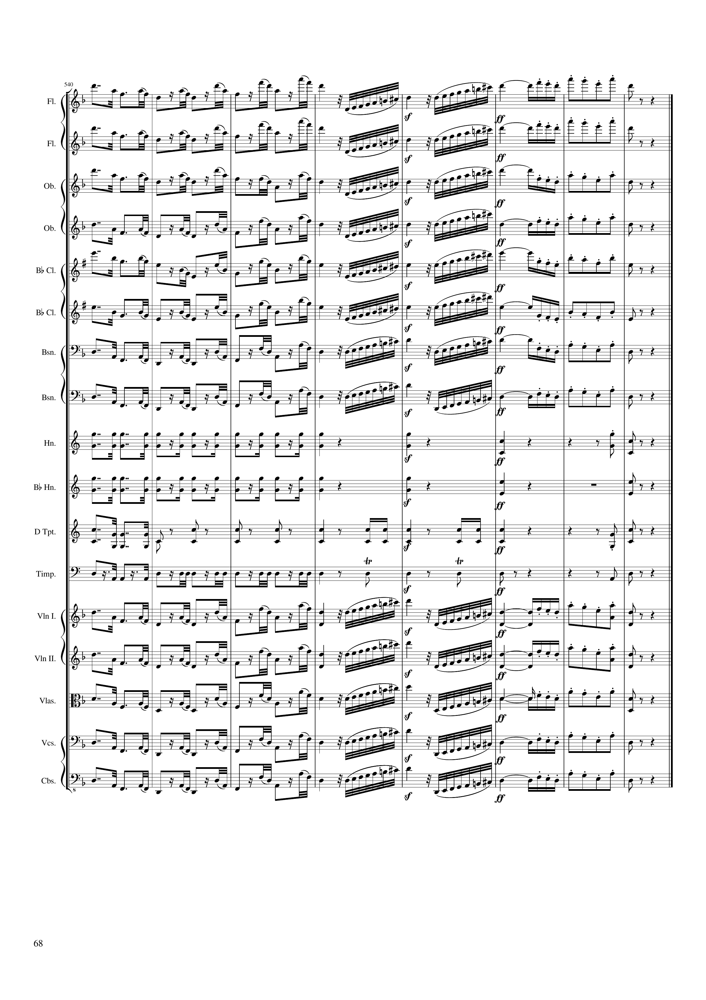 540
Fl.
Fl.
Ob.
Ob.
B♭ Cl.
B♭ Cl.
Bsn.
Bsn.
Hn.
B♭ Hn.
D Tpt.
Timp.
Vln I.
Vln II.
Vlas.
Vcs.
Cbs.
8
sf ff
sf ff
sf ff
sf ff
sf ff
sf ff
sf ff
sf ff
sf ff
sf ff
sf ff
tr tr
sf ff
sf ff
sf ff
sf ff
sf ff
sf ff
68